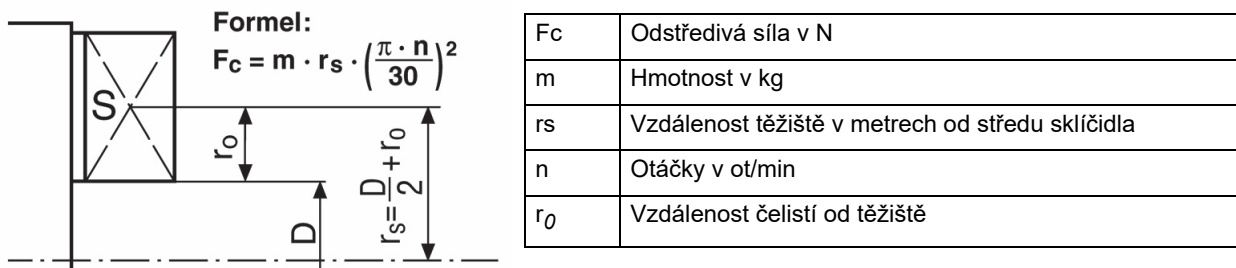 Formel:
Fc = m · rs · (π · n / 30)²
S
r0
D
rs = D/2 + r0
Fc Odstředivá síla v N
m Hmotnost v kg
rs Vzdálenost těžiště v metrech od středu sklíčidla
n Otáčky v ot/min
r0 Vzdálenost čelistí od těžiště